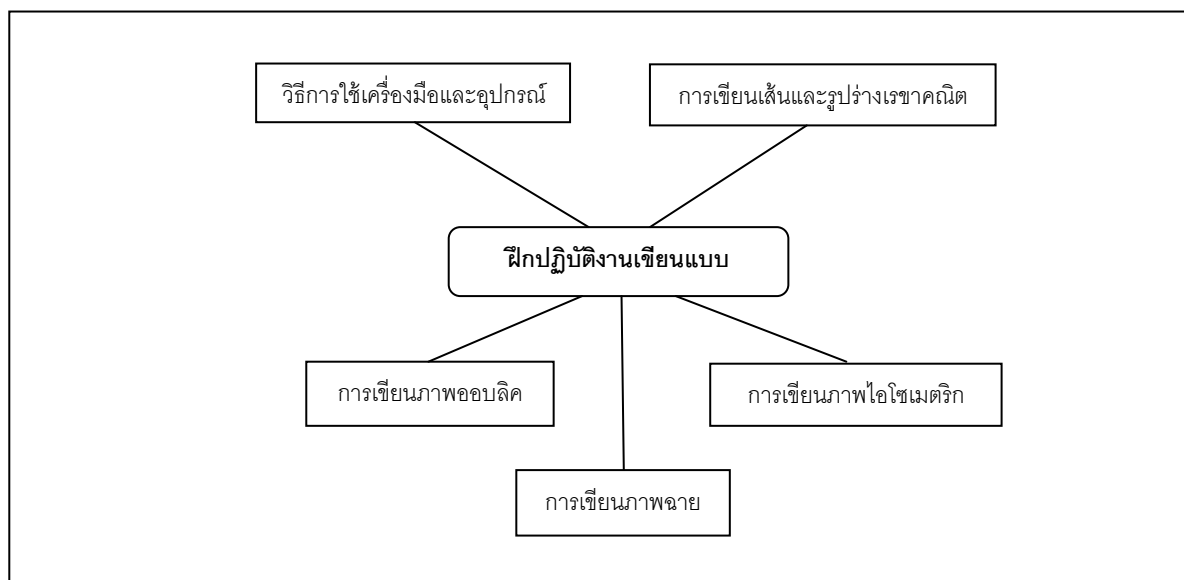 วิธีการใช้เครื่องมือและอุปกรณ์
การเขียนเส้นและรูปร่างเรขาคณิต
ฝึกปฏิบัติงานเขียนแบบ
การเขียนภาพออบลิค
การเขียนภาพไอโซเมตริก
การเขียนภาพฉาย